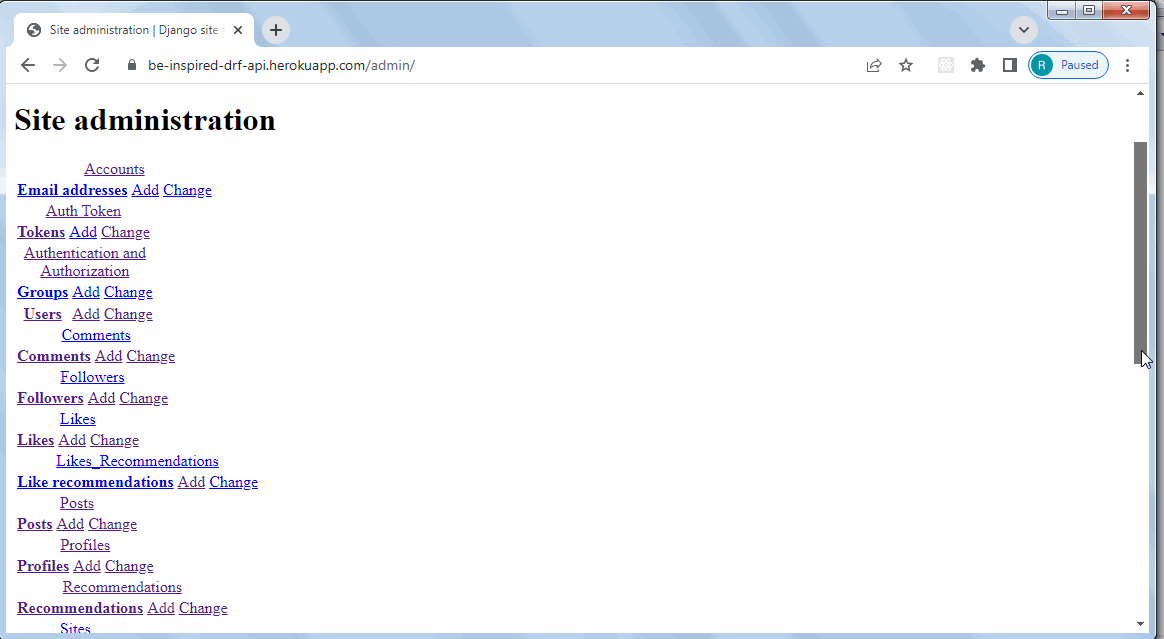 Site administration | Django site
be-inspired-drf-api.herokuapp.com/admin/
R Paused
Site administration
Accounts
Email addresses Add Change
Auth Token
Tokens Add Change
Authentication and
Authorization
Groups Add Change
Users Add Change
Comments
Comments Add Change
Followers
Followers Add Change
Likes
Likes Add Change
Likes_Recommendations
Like recommendations Add Change
Posts
Posts Add Change
Profiles
Profiles Add Change
Recommendations
Recommendations Add Change
Sites